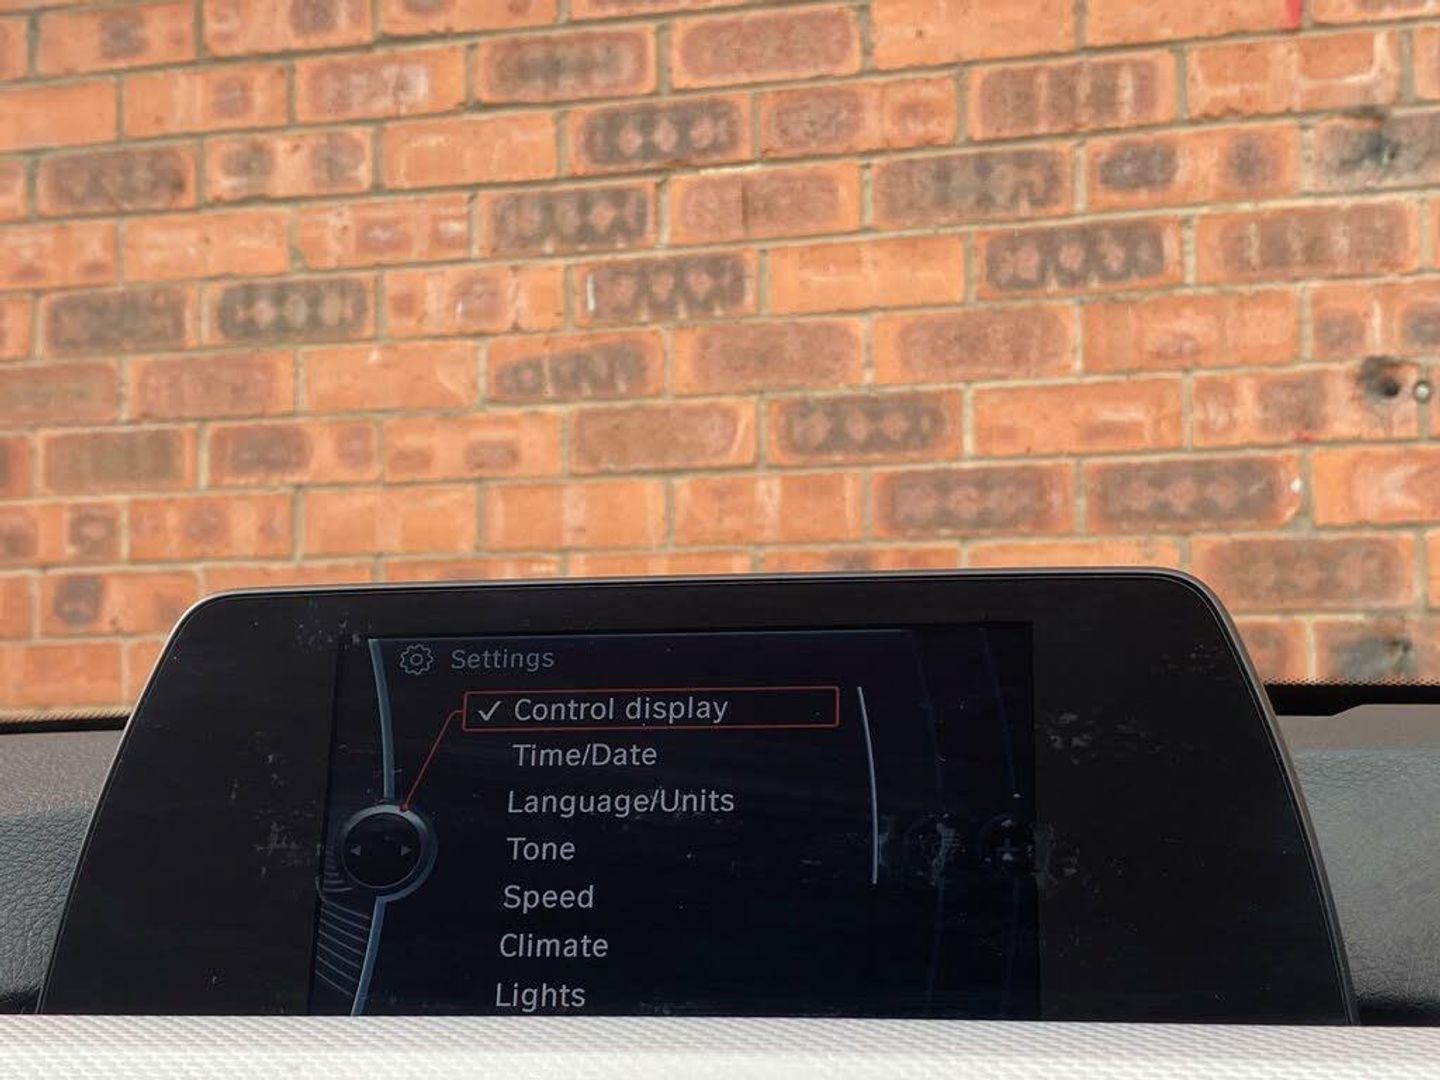 Settings
✓ Control display
Time/Date
Language/Units
Tone
Speed
Climate
Lights